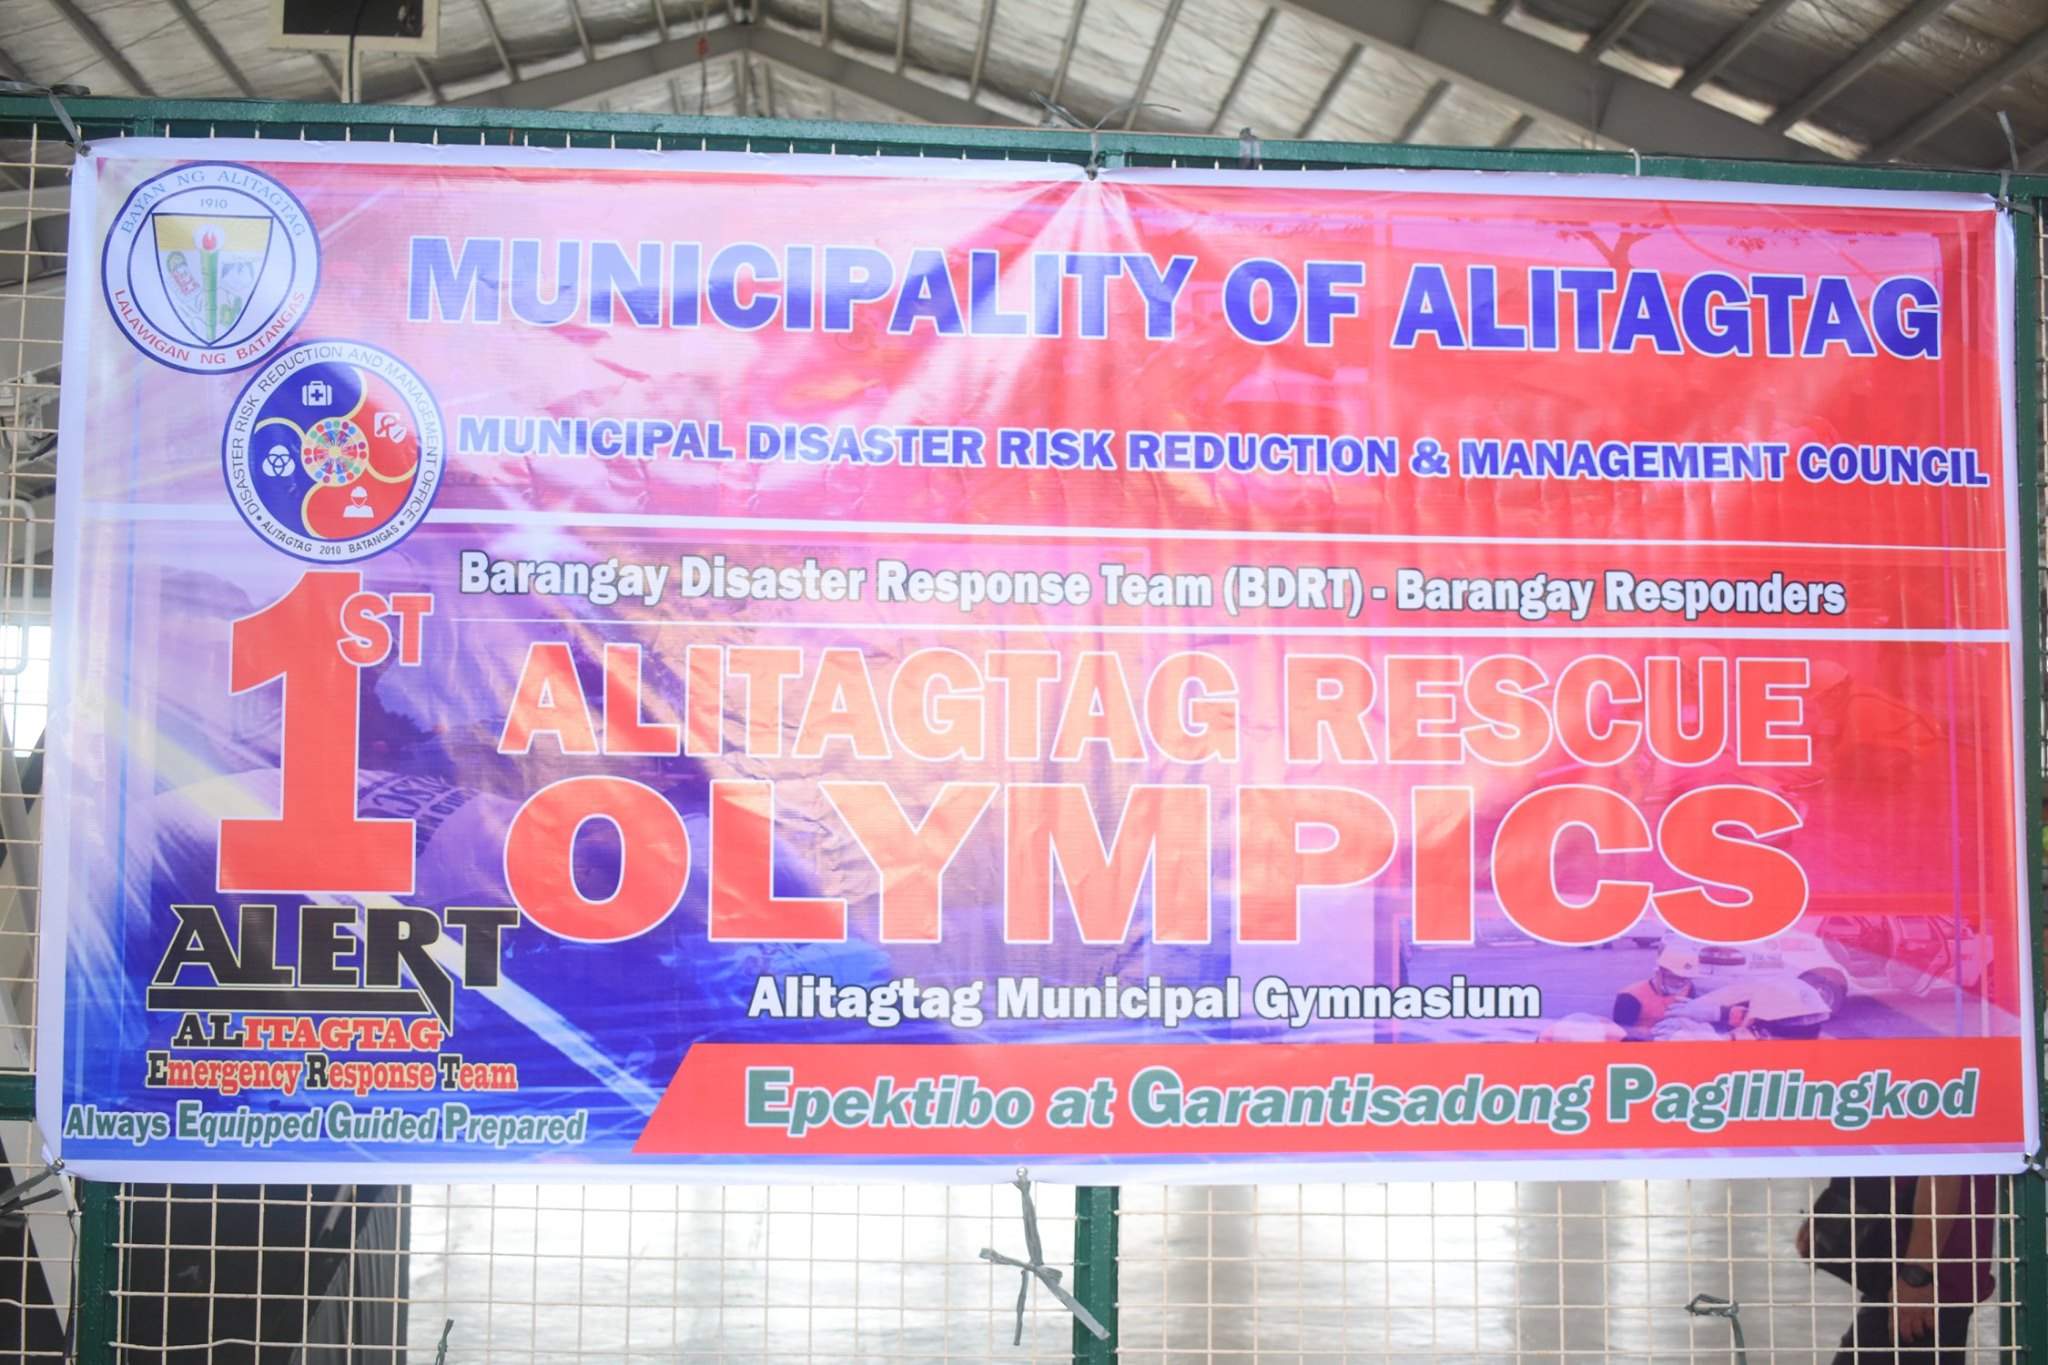 BAYAN NG ALITAGTAG
1910
LALAWIGAN NG BATANGAS
MUNICIPALITY OF ALITAGTAG
DISASTER RISK REDUCTION AND MANAGEMENT OFFICE
• ALITAGTAG 2010 BATANGAS •
MUNICIPAL DISASTER RISK REDUCTION & MANAGEMENT COUNCIL
Barangay Disaster Response Team (BDRT) - Barangay Responders
1ST ALITAGTAG RESCUE
OLYMPICS
Alitagtag Municipal Gymnasium
ALERT
ALITAGTAG
Emergency Response Team
Always Equipped Guided Prepared
Epektibo at Garantisadong Paglilingkod